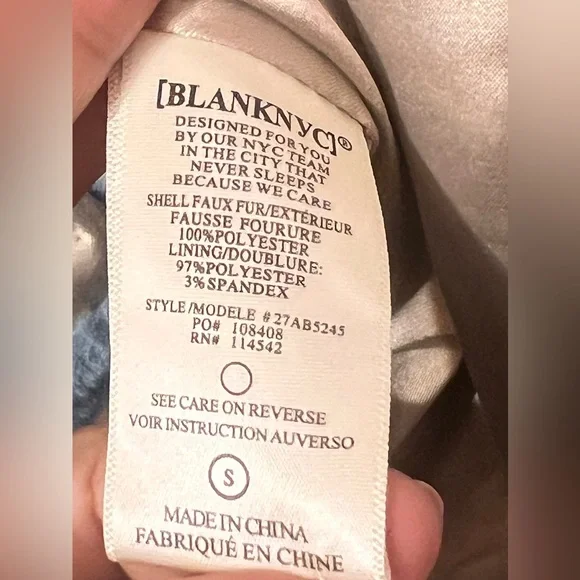 [BLANKNYC]®
DESIGNED FOR YOU
BY OUR NYC TEAM
IN THE CITY THAT
NEVER SLEEPS
BECAUSE WE CARE
SHELL FAUX FUR/EXTÉRIEUR
FAUSSE FOURURE
100%POLYESTER
LINING/DOUBLURE:
97%POLYESTER
3%SPANDEX
STYLE/MODELE #27AB5245
PO# 108408
RN# 114542
SEE CARE ON REVERSE
VOIR INSTRUCTION AUVERSO
S
MADE IN CHINA
FABRIQUÉ EN CHINE